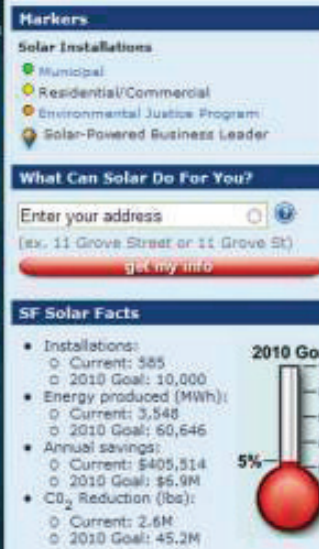 Markers
Solar Installations
Municipal
Residential/Commercial
Environmental Justice Program
Solar-Powered Business Leader
What Can Solar Do For You?
Enter your address
(ex. 11 Grove Street or 11 Grove St)
get my info
SF Solar Facts
• Installations:
o Current: 585
o 2010 Goal: 10,000
• Energy produced (MWh):
o Current: 3,548
o 2010 Goal: 60,646
• Annual savings:
o Current: $405,514
o 2010 Goal: $6.9M
• CO₂ Reduction (lbs):
o Current: 2.6M
o 2010 Goal: 45.2M
2010 Go
5%